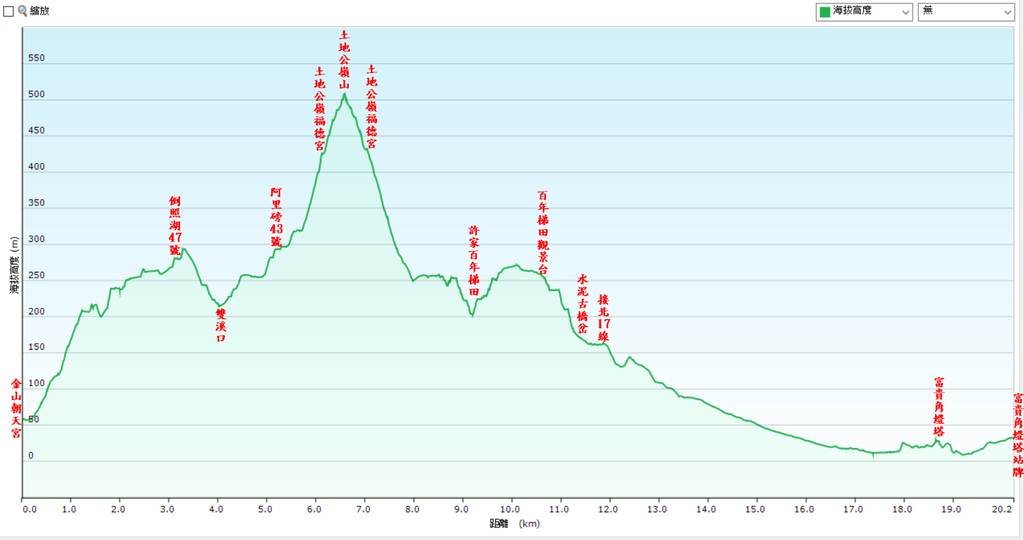 縮放
海拔高度
無
海拔高度 (m)
550
500
450
400
350
300
250
200
150
100
50
0
金山朝天宮
倒照湖47號
雙溪口
阿里磅43號
土地公嶺福德宮
土地公嶺山
土地公嶺福德宮
許家百年梯田
百年梯田觀景台
水泥古橋岔
接北17線
富貴角燈塔
富貴角燈塔站牌
0.0 1.0 2.0 3.0 4.0 5.0 6.0 7.0 8.0 9.0 10.0 11.0 12.0 13.0 14.0 15.0 16.0 17.0 18.0 19.0 20.2
距離 (km)